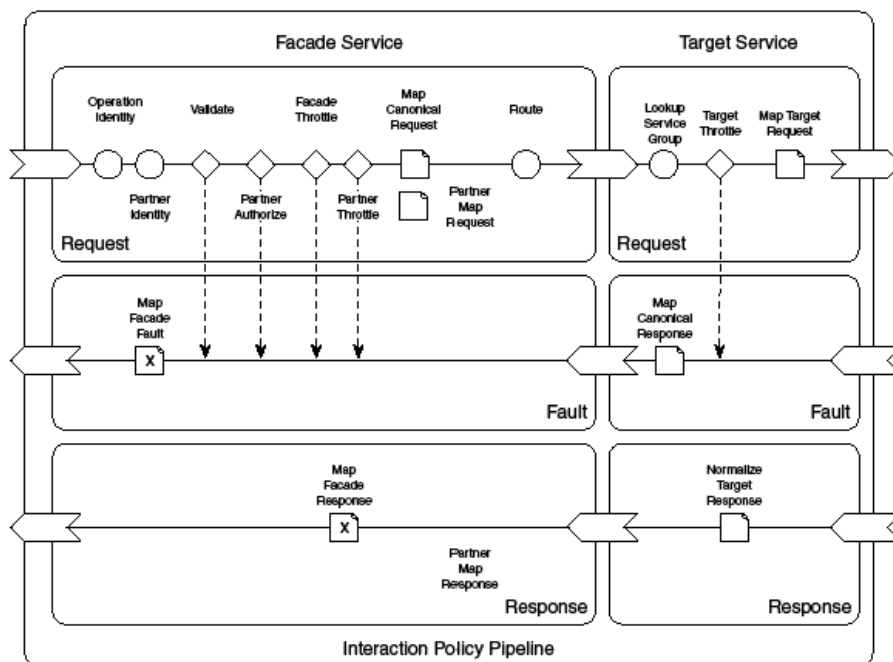 Facade Service
Target Service
Operation
Identity
Validate
Facade
Throttle
Map
Canonical
Request
Route
Lookup
Service
Group
Target
Throttle
Map Target
Request
Partner
Identity
Partner
Authorize
Partner
Throttle
Partner
Map
Request
Request
Request
Map
Facade
Fault
X
Map
Canonical
Response
Fault
Fault
Map
Facade
Response
X
Normalize
Target
Response
Partner
Map
Response
Response
Response
Interaction Policy Pipeline